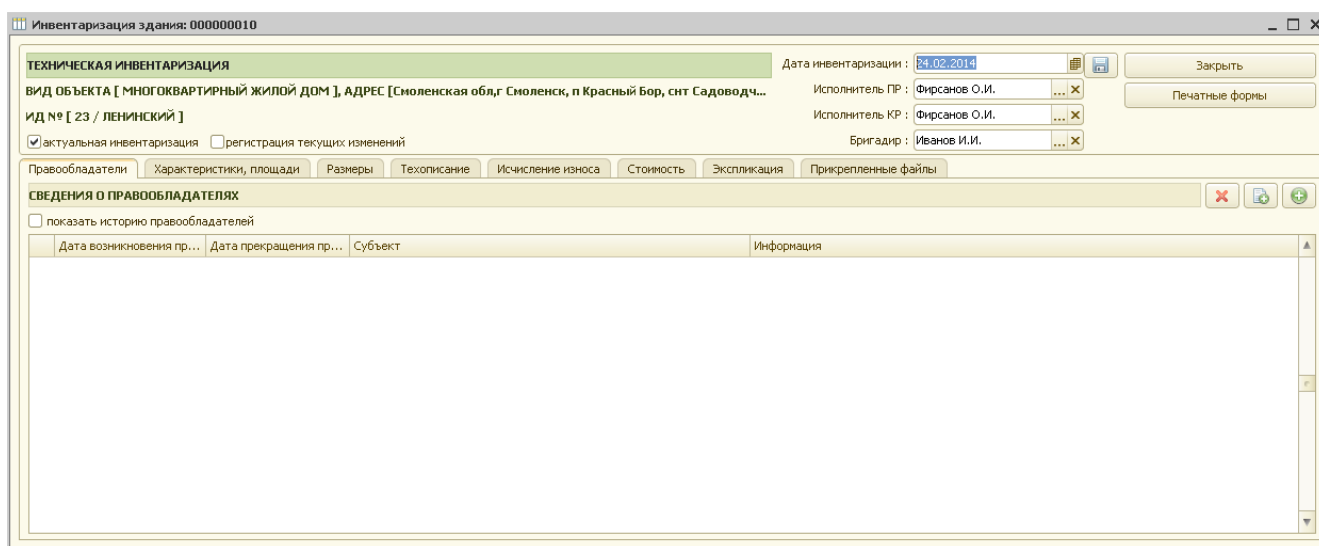 Инвентаризация здания: 000000010
ТЕХНИЧЕСКАЯ ИНВЕНТАРИЗАЦИЯ
Дата инвентаризации : 24.02.2014
Закрыть
ВИД ОБЪЕКТА [ МНОГОКВАРТИРНЫЙ ЖИЛОЙ ДОМ ], АДРЕС [Смоленская обл,г Смоленск, п Красный Бор, снт Садоводч...
Исполнитель ПР : Фирсанов О.И.
Печатные формы
ИД № [ 23 / ЛЕНИНСКИЙ ]
Исполнитель КР : Фирсанов О.И.
актуальная инвентаризация регистрация текущих изменений
Бригадир : Иванов И.И.
Правообладатели Характеристики, площади Размеры Техописание Исчисление износа Стоимость Экспликация Прикрепленные файлы
СВЕДЕНИЯ О ПРАВООБЛАДАТЕЛЯХ
показать историю правообладателей
Дата возникновения пр... Дата прекращения пр... Субъект Информация